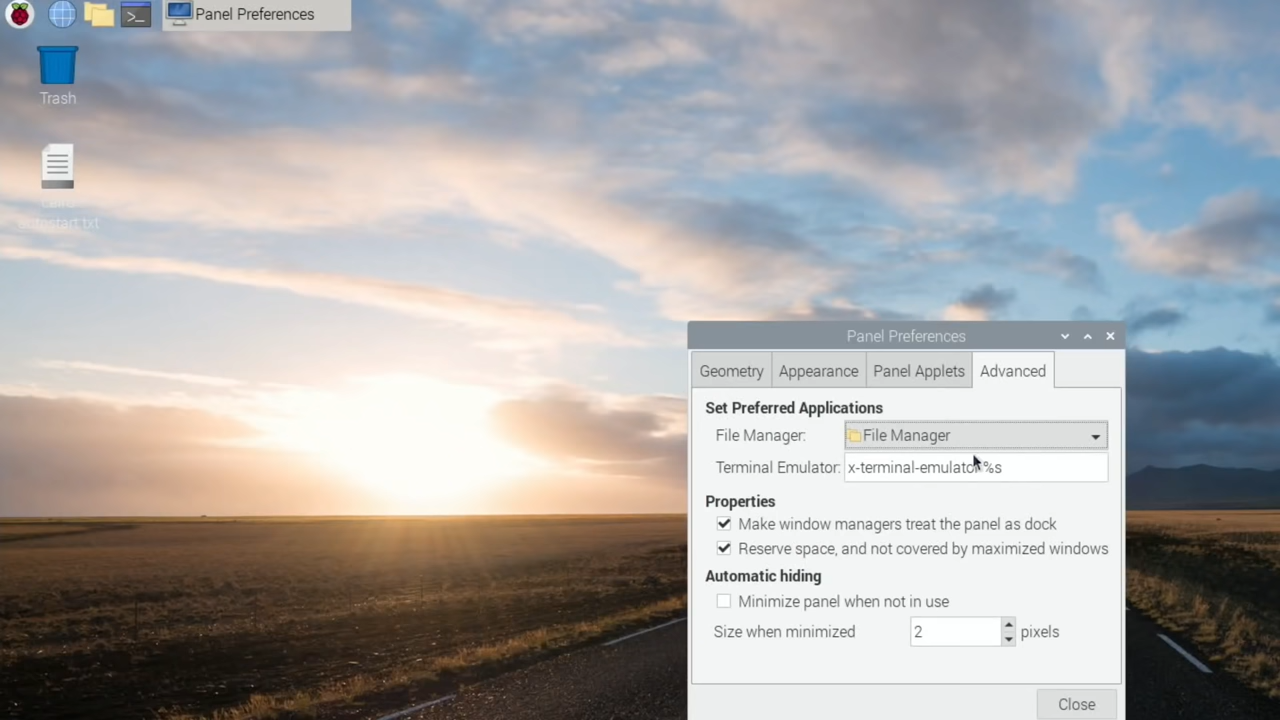 Panel Preferences
Trash
autostart.txt
Panel Preferences
Geometry Appearance Panel Applets Advanced
Set Preferred Applications
File Manager: File Manager
Terminal Emulator: x-terminal-emulator %s
Properties
Make window managers treat the panel as dock
Reserve space, and not covered by maximized windows
Automatic hiding
Minimize panel when not in use
Size when minimized 2 pixels
Close